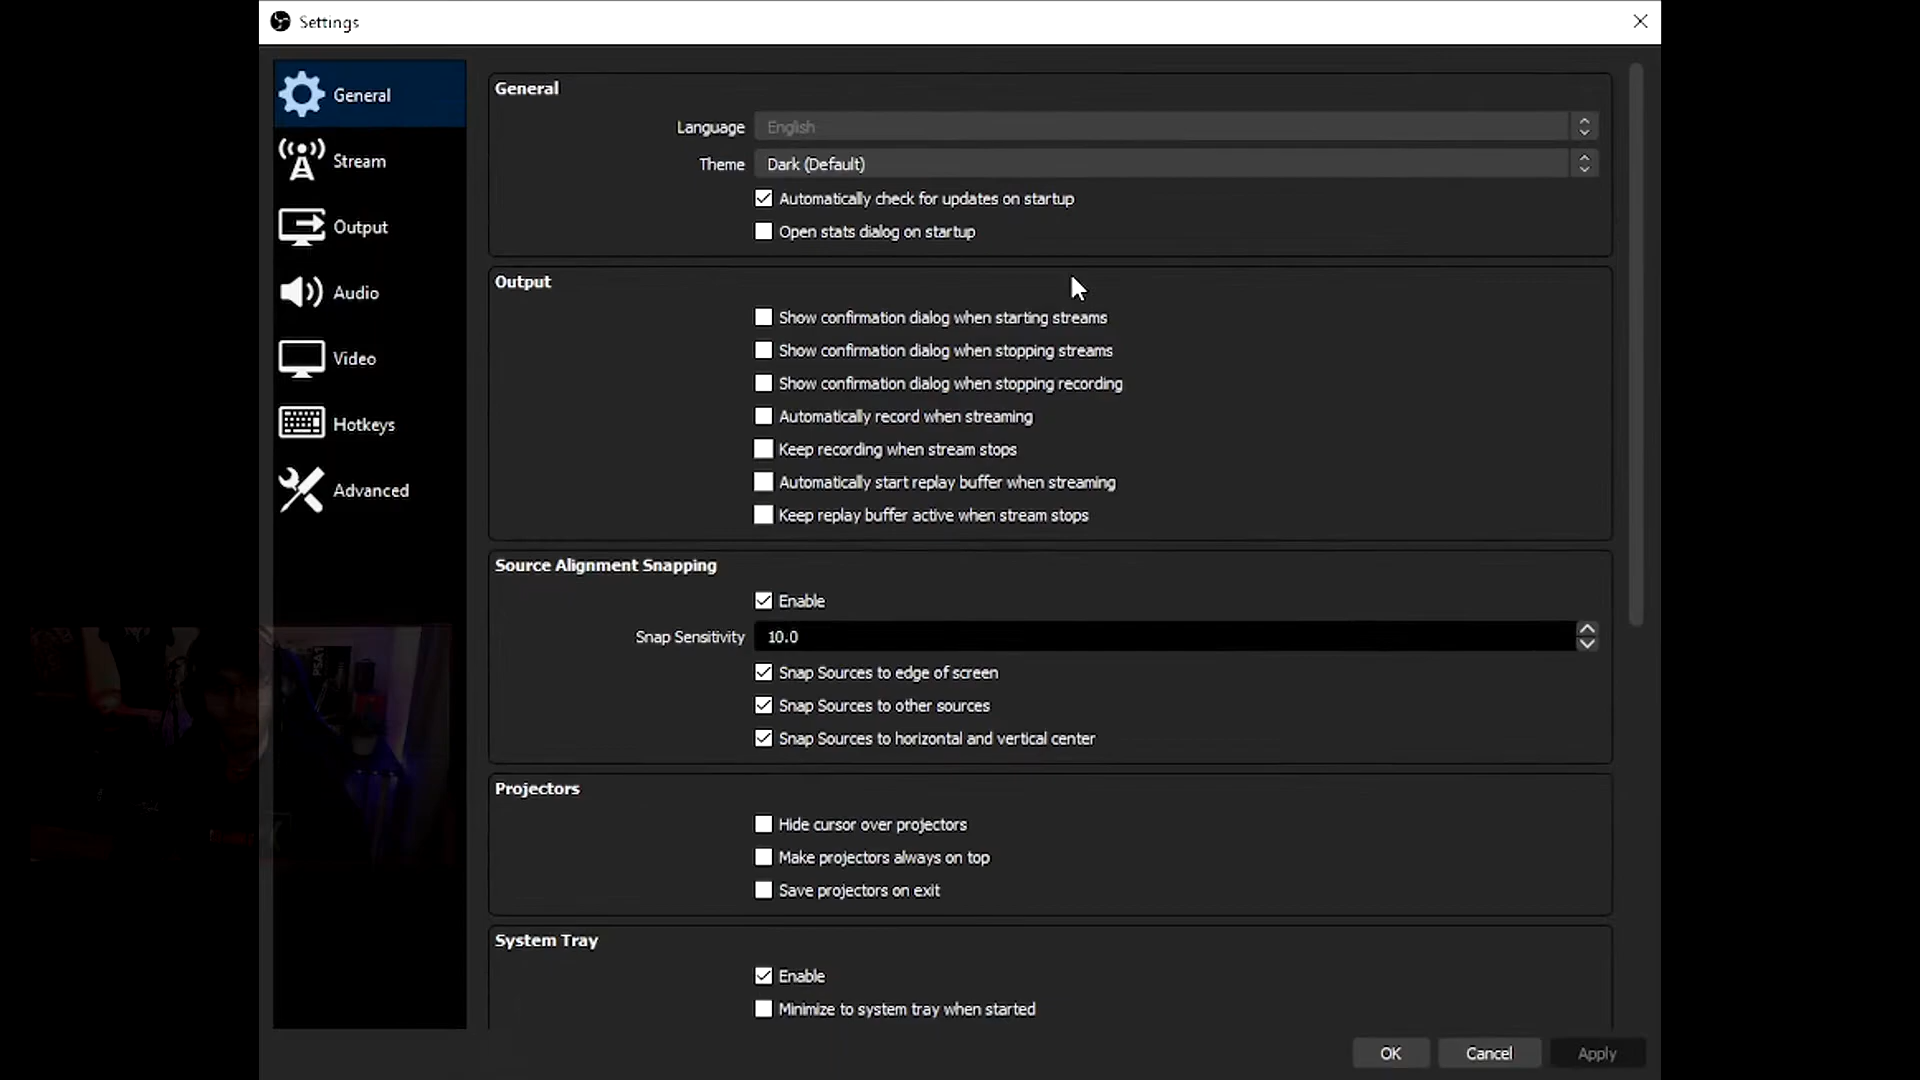 Settings
General
Stream
Output
Audio
Video
Hotkeys
Advanced
General
Language English
Theme Dark (Default)
Automatically check for updates on startup
Open stats dialog on startup
Output
Show confirmation dialog when starting streams
Show confirmation dialog when stopping streams
Show confirmation dialog when stopping recording
Automatically record when streaming
Keep recording when stream stops
Automatically start replay buffer when streaming
Keep replay buffer active when stream stops
Source Alignment Snapping
Enable
Snap Sensitivity 10.0
Snap Sources to edge of screen
Snap Sources to other sources
Snap Sources to horizontal and vertical center
Projectors
Hide cursor over projectors
Make projectors always on top
Save projectors on exit
System Tray
Enable
Minimize to system tray when started
OK Cancel Apply